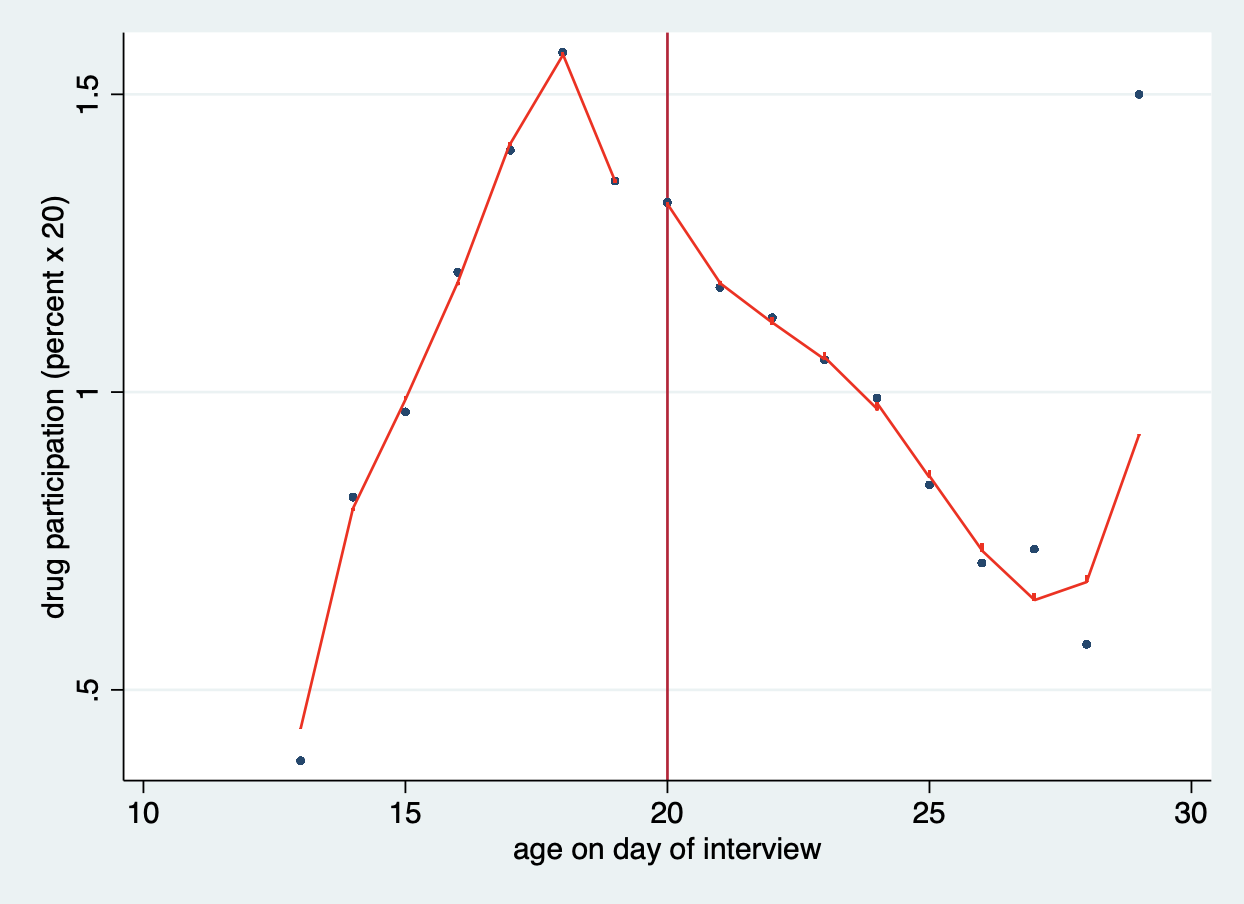 drug participation (percent x 20)
1.5
1
.5
10 15 20 25 30
age on day of interview